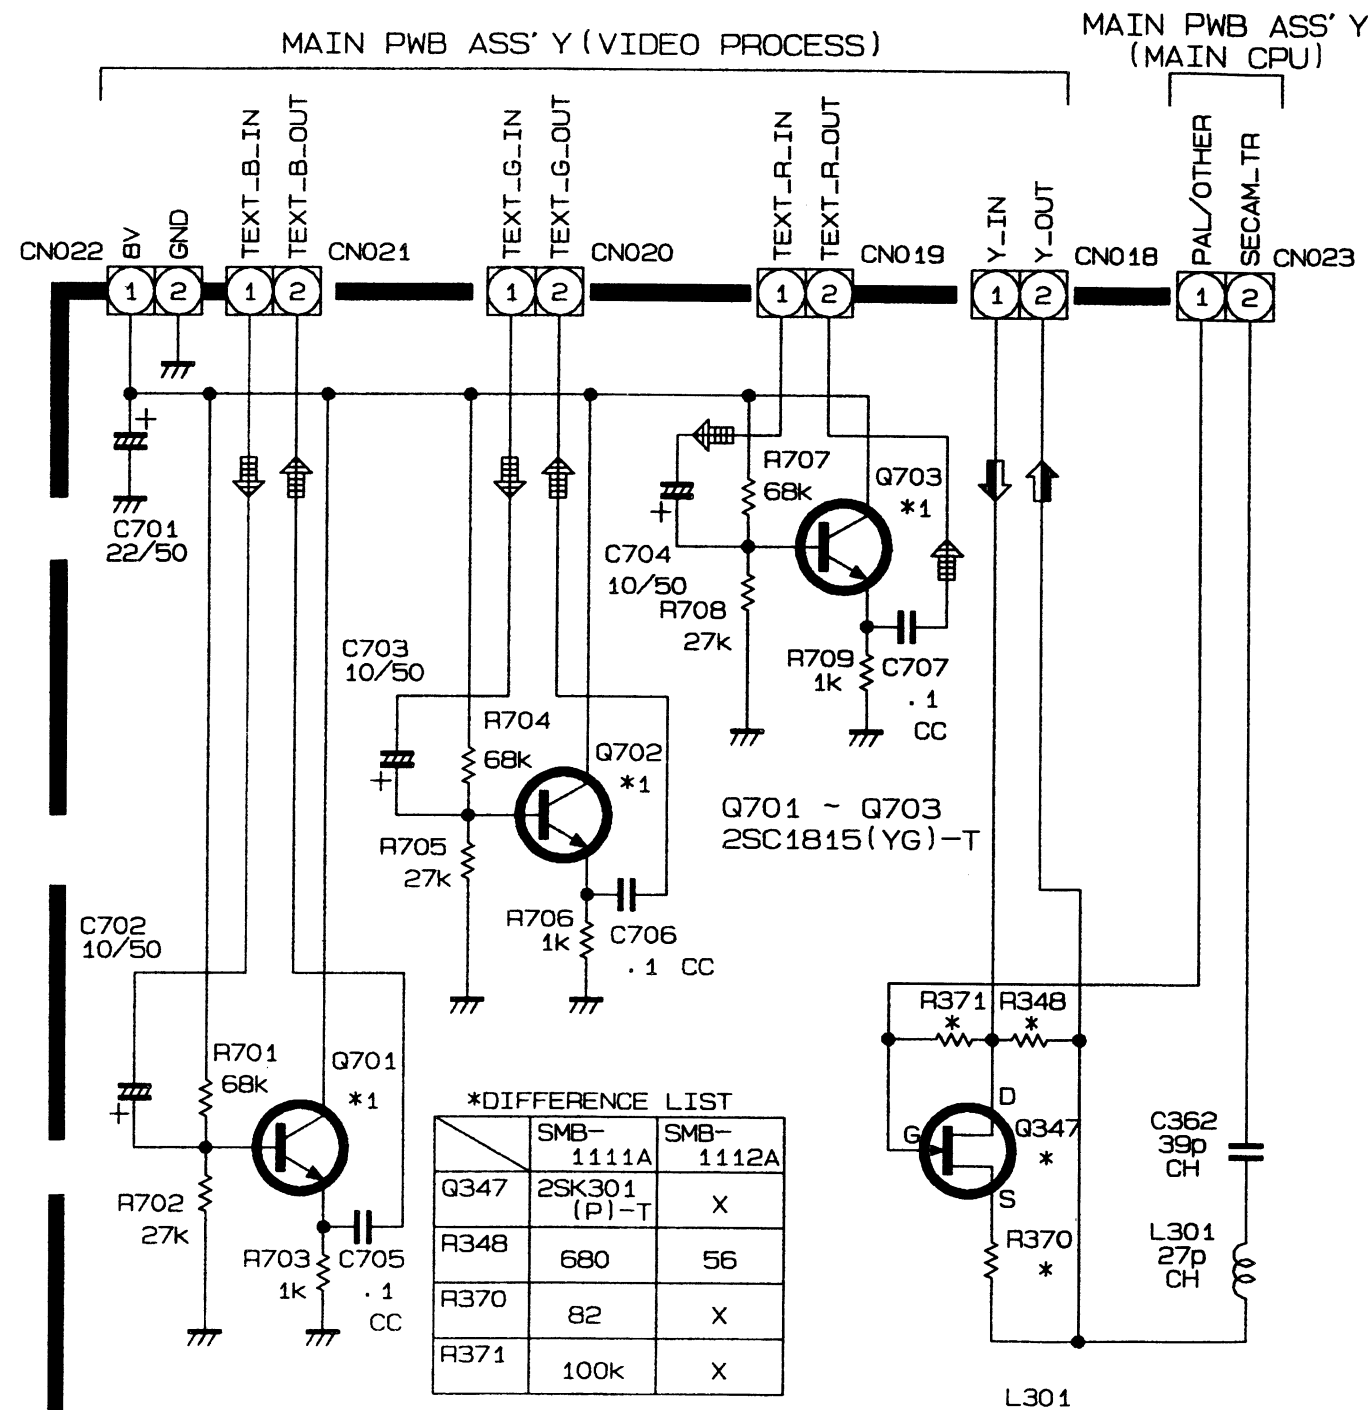 MAIN PWB ASS'Y (VIDEO PROCESS)
MAIN PWB ASS'Y
(MAIN CPU)
CN022
8V
GND
TEXT_B_IN
TEXT_B_OUT
CN021
TEXT_G_IN
TEXT_G_OUT
CN020
TEXT_R_IN
TEXT_R_OUT
CN019
Y_IN
Y_OUT
CN018
PAL/OTHER
SECAM_TR
CN023
1 2 1 2 1 2 1 2 1 2 1 2
+
C701
22/50
R707
68k
Q703
*1
+
C704
10/50
R708
27k
R709
1k
C707
.1
CC
C703
10/50
R704
68k
Q702
*1
+
R705
27k
R706
1k
C706
.1 CC
Q701 ~ Q703
2SC1815(YG)-T
C702
10/50
R701
68k
Q701
*1
+
R702
27k
R703
1k
C705
.1
CC
R371
*
R348
*
D
G
S
Q347
*
R370
*
C362
39p
CH
L301
27p
CH
L301
*DIFFERENCE LIST
SMB-
1111A
SMB-
1112A
Q347
2SK301
(P)-T
X
R348 680 56
R370 82 X
R371 100k X